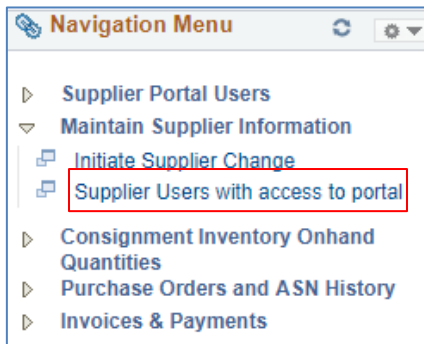 Navigation Menu
Supplier Portal Users
Maintain Supplier Information
Initiate Supplier Change
Supplier Users with access to portal
Consignment Inventory Onhand
Quantities
Purchase Orders and ASN History
Invoices & Payments